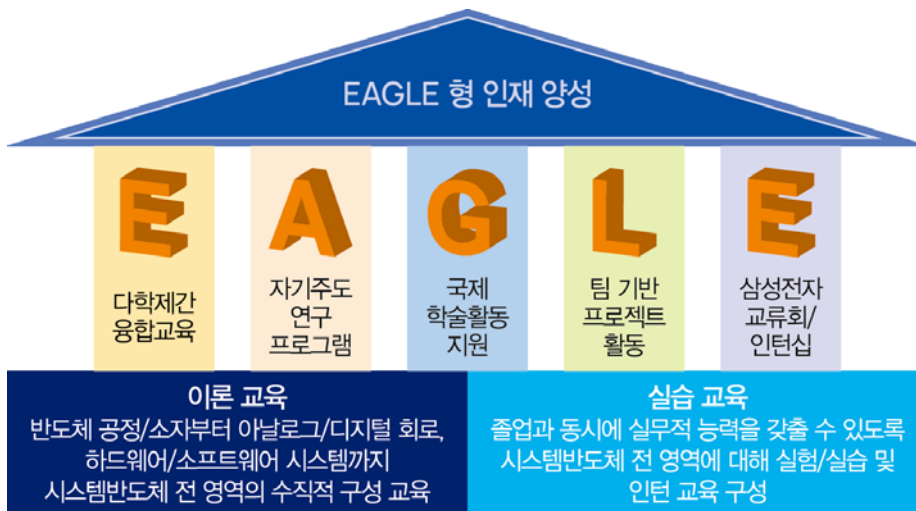 EAGLE 형 인재 양성
E
다학제간
융합교육
A
자기주도
연구
프로그램
G
국제
학술활동
지원
L
팀 기반
프로젝트
활동
E
삼성전자
교류회/
인턴십
이론 교육
반도체 공정/소자부터 아날로그/디지털 회로,
하드웨어/소프트웨어 시스템까지
시스템반도체 전 영역의 수직적 구성 교육
실습 교육
졸업과 동시에 실무적 능력을 갖출 수 있도록
시스템반도체 전 영역에 대해 실험/실습 및
인턴 교육 구성